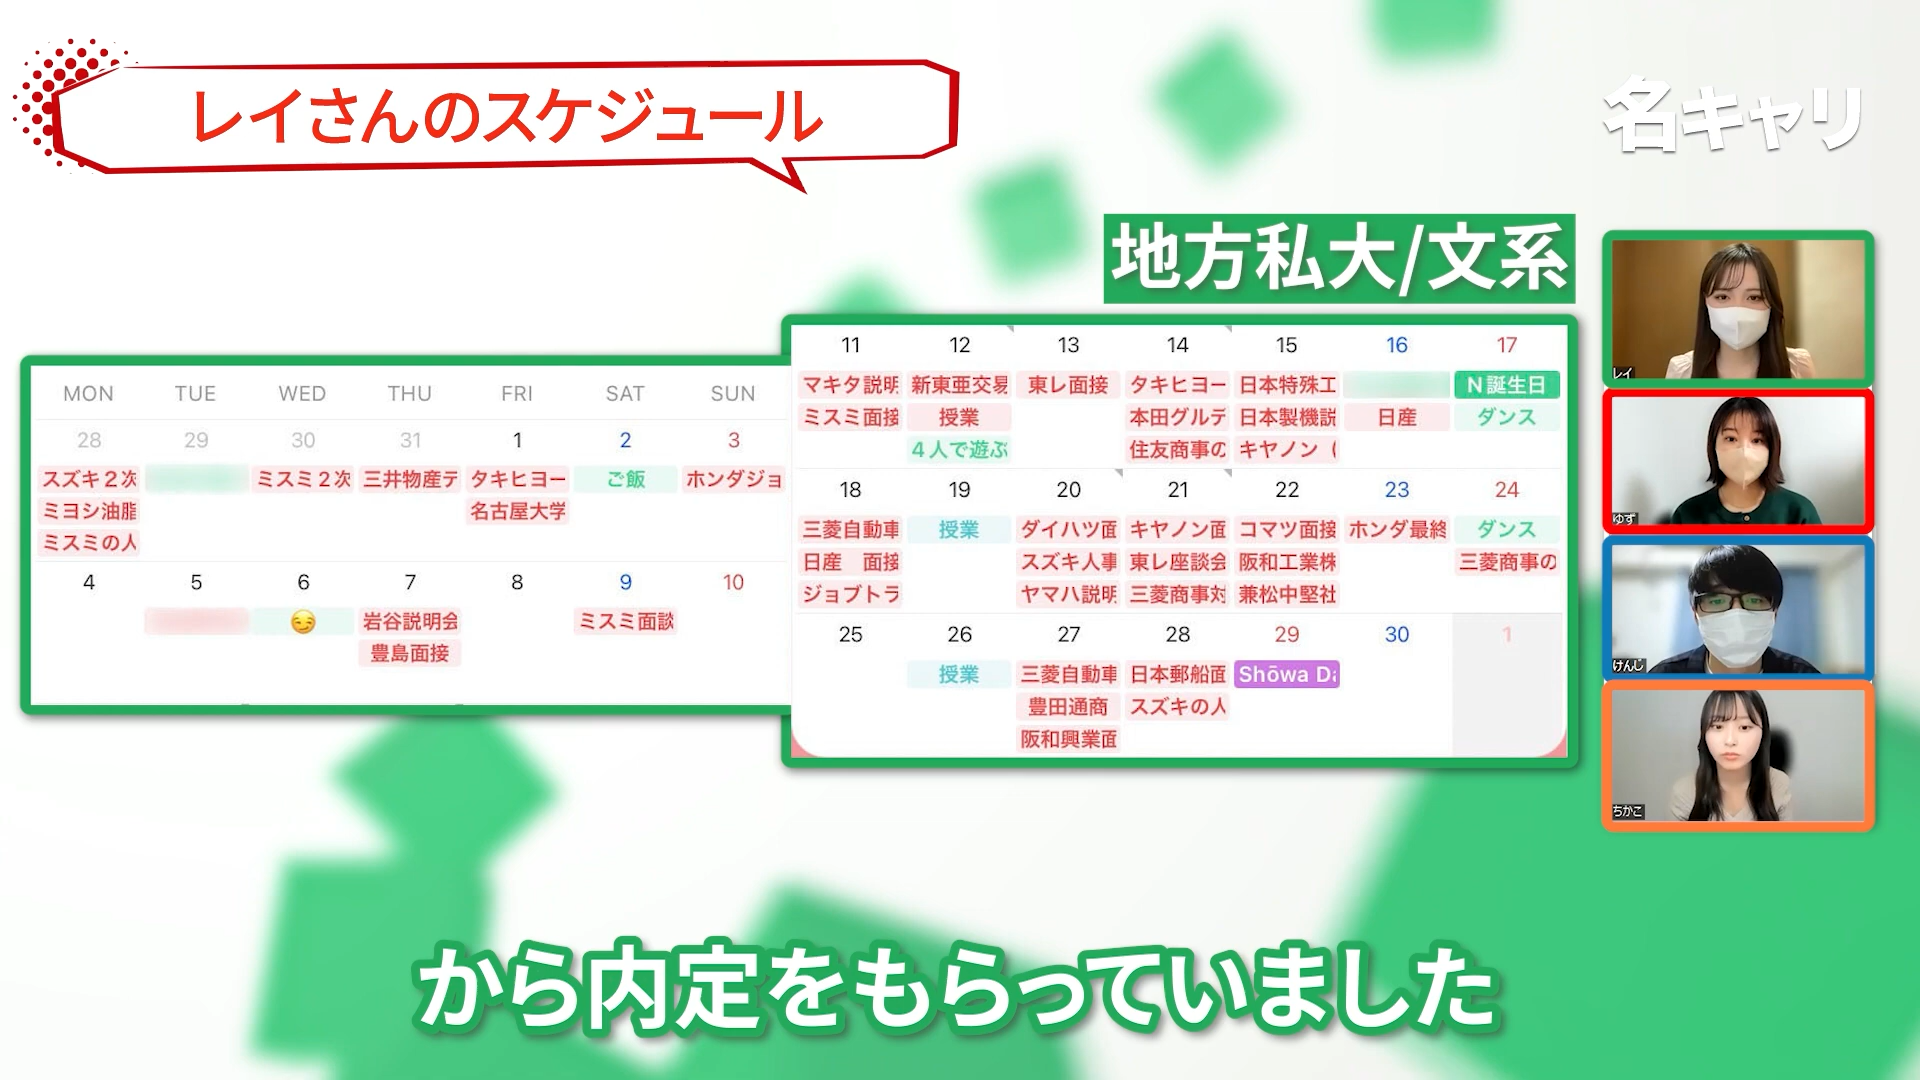 レイさんのスケジュール
名キャリ
地方私大/文系
MON TUE WED THU FRI SAT SUN
28 29 30 31 1 2 3
スズキ2次 ミスミ2次 三井物産テ タキヒヨー ご飯 ホンダジョ
ミヨシ油脂 名古屋大学
ミスミの人
4 5 6 7 8 9 10
😏 岩谷説明会 ミスミ面談
豊島面接
11 12 13 14 15 16 17
マキタ説明 新東亜交易 東レ面接 タキヒヨー 日本特殊工 N誕生日
ミスミ面接 授業 本田グルデ 日本製機説 日産 ダンス
4人で遊ぶ 住友商事の キヤノン（
18 19 20 21 22 23 24
三菱自動車 授業 ダイハツ面 キヤノン面 コマツ面接 ホンダ最終 ダンス
日産 面接 スズキ人事 東レ座談会 阪和工業株 三菱商事の
ジョブトラ ヤマハ説明 三菱商事対 兼松中堅社
25 26 27 28 29 30 1
授業 三菱自動車 日本郵船面 Shōwa Da
豊田通商 スズキの人
阪和興業面
レイ
ゆず
けんじ
ちかこ
から内定をもらっていました